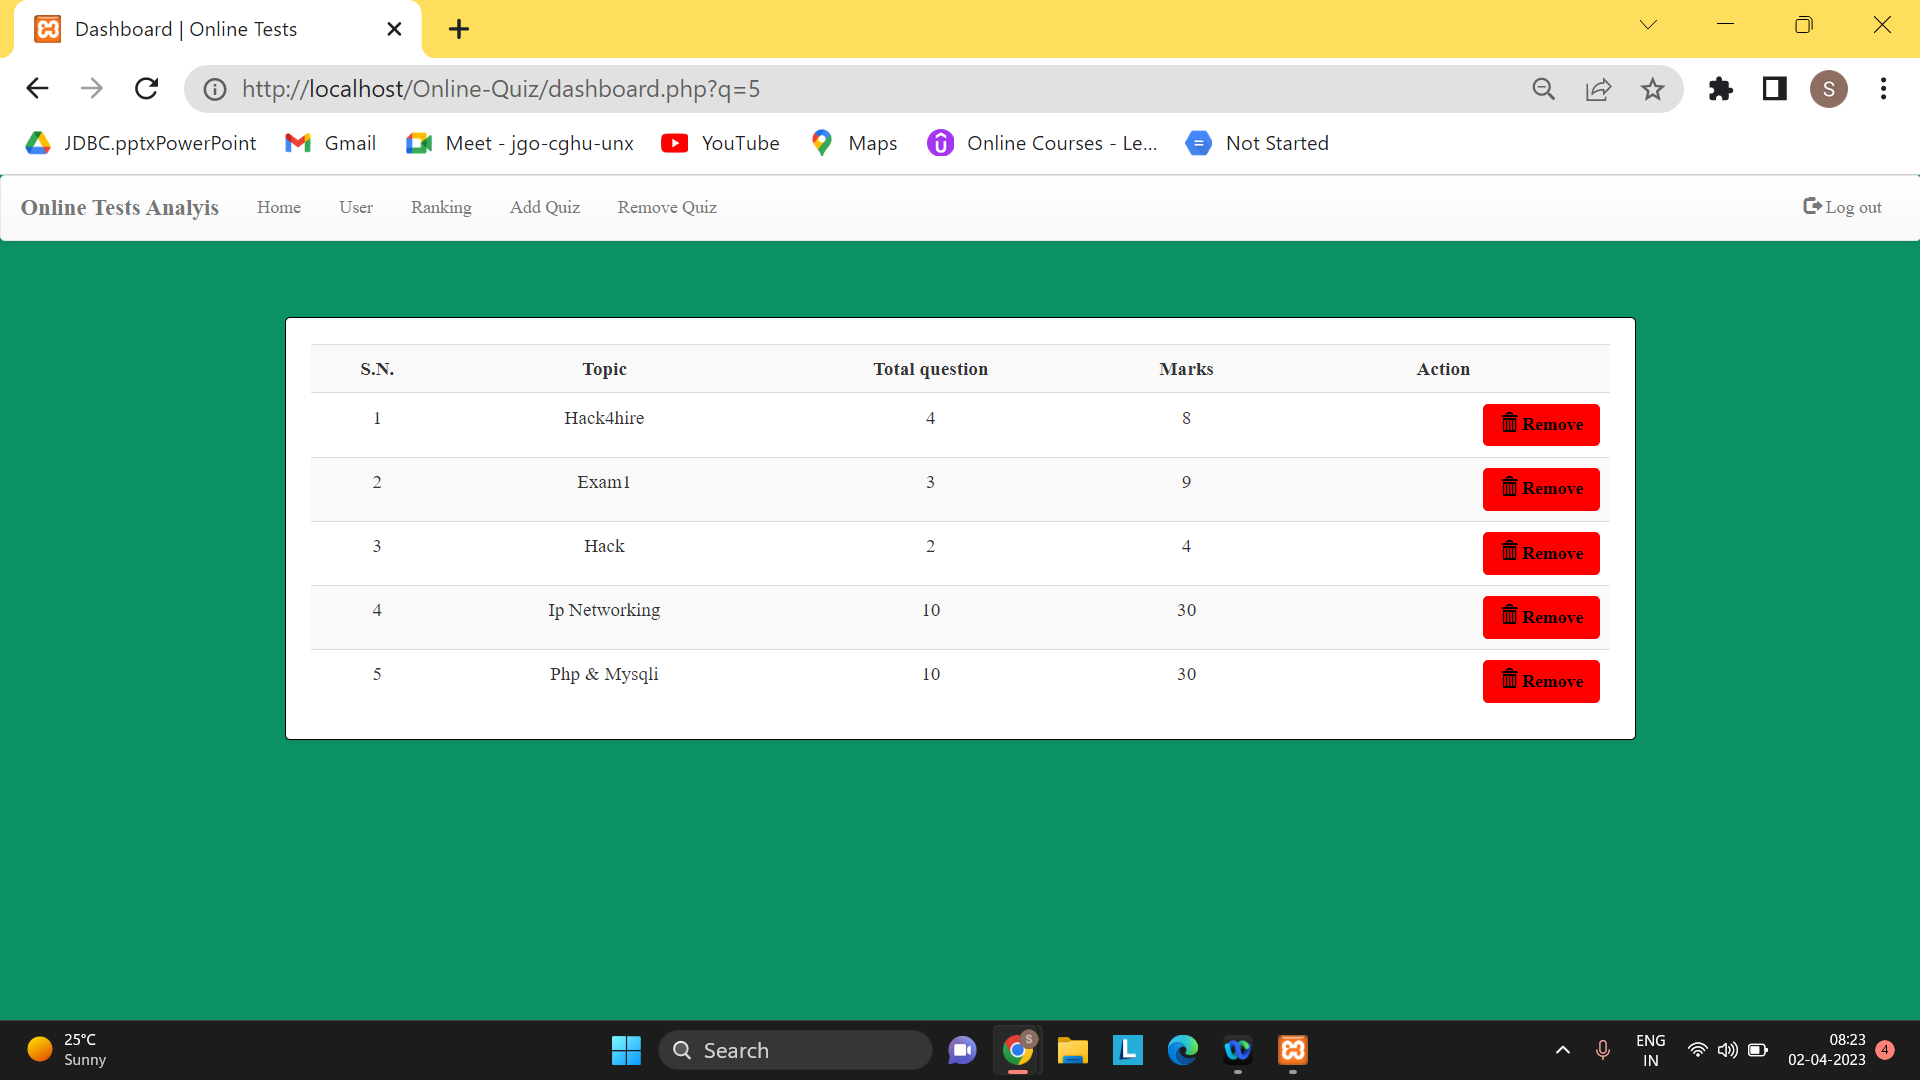 Dashboard | Online Tests
http://localhost/Online-Quiz/dashboard.php?q=5
S
JDBC.pptxPowerPoint Gmail Meet - jgo-cghu-unx YouTube Maps Online Courses - Le... Not Started
Online Tests Analyis Home User Ranking Add Quiz Remove Quiz Log out
S.N. Topic Total question Marks Action
1 Hack4hire 4 8 Remove
2 Exam1 3 9 Remove
3 Hack 2 4 Remove
4 Ip Networking 10 30 Remove
5 Php & Mysqli 10 30 Remove
25°C
Sunny
Search
S
L
ENG
IN
08:23
02-04-2023
4